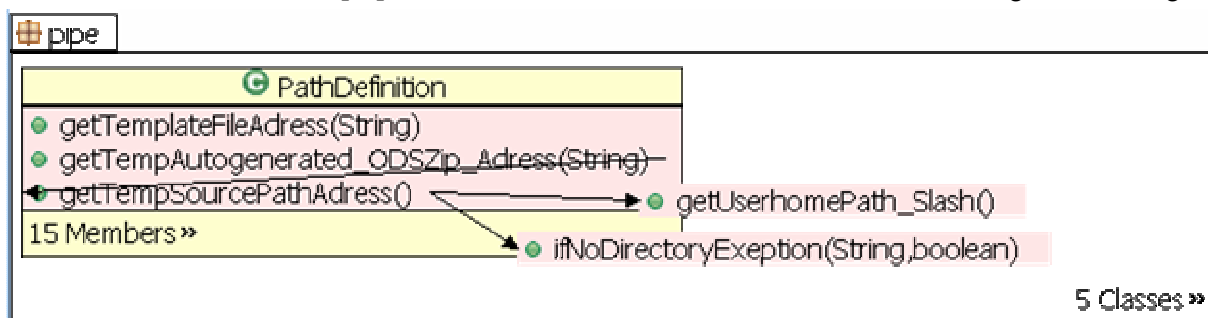 pipe
PathDefinition
getTemplateFileAdress(String)
getTempAutogenerated_ODSZip_Adress(String)
getTempSourcePathAdress()
getUserhomePath_Slash()
15 Members»
ifNoDirectoryExeption(String,boolean)
5 Classes»